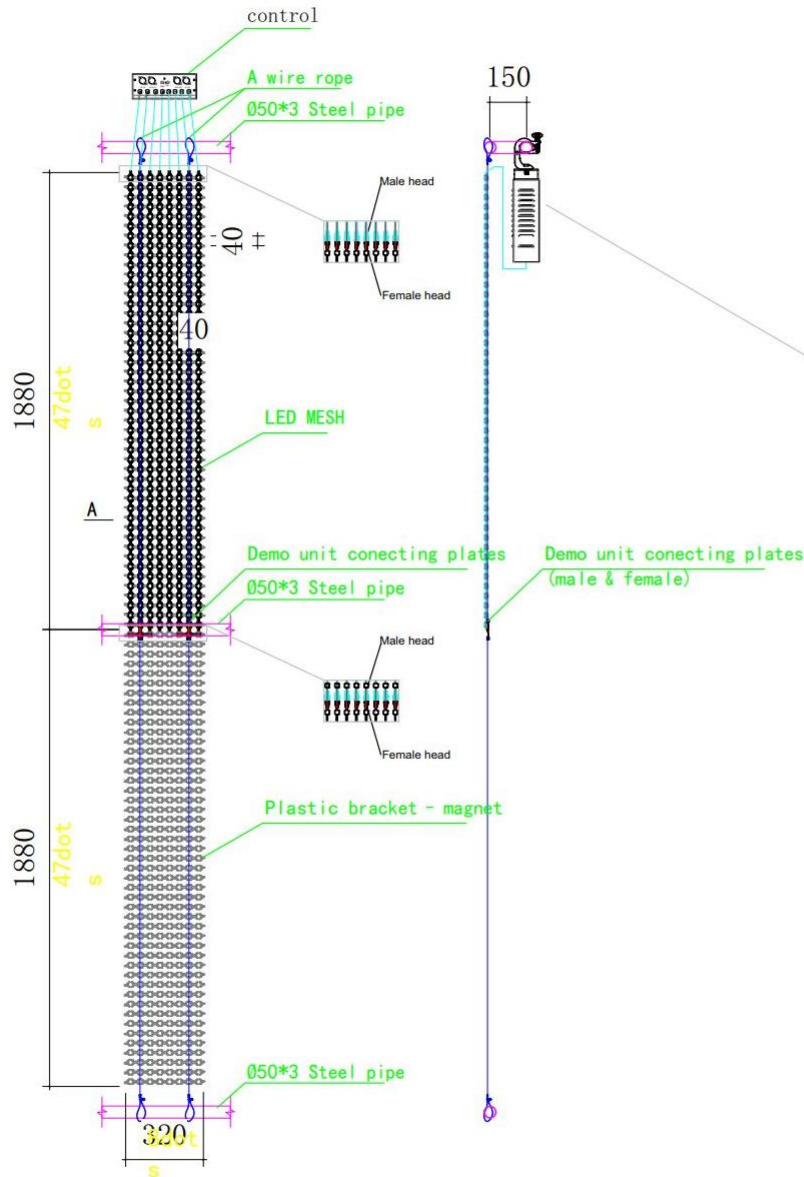 control
A wire rope
Ø50*3 Steel pipe
150
Male head
40
Female head
40
1880
47dot
s
LED MESH
A
Demo unit conecting plates
Demo unit conecting plates
(male & female)
Ø50*3 Steel pipe
Male head
Female head
Plastic bracket - magnet
1880
47dot
s
Ø50*3 Steel pipe
320
s